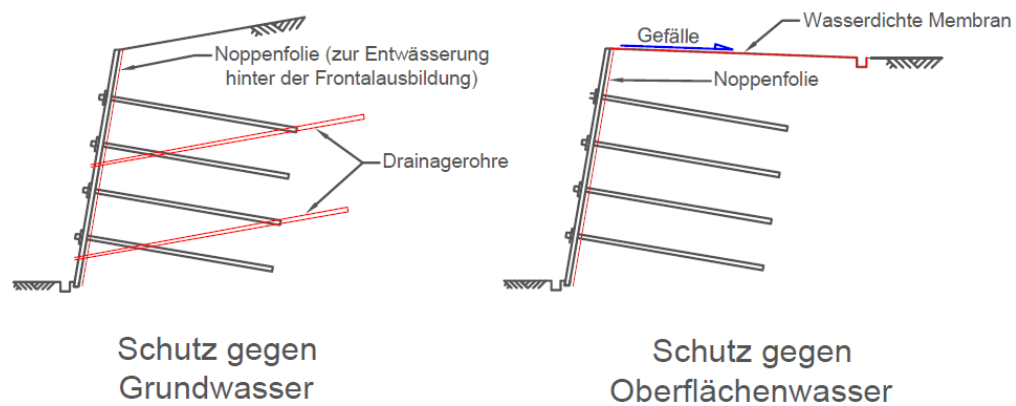 Noppenfolie (zur Entwässerung
hinter der Frontalausbildung)
Drainagerohre
Schutz gegen
Grundwasser
Wasserdichte Membran
Gefälle
Noppenfolie
Schutz gegen
Oberflächenwasser